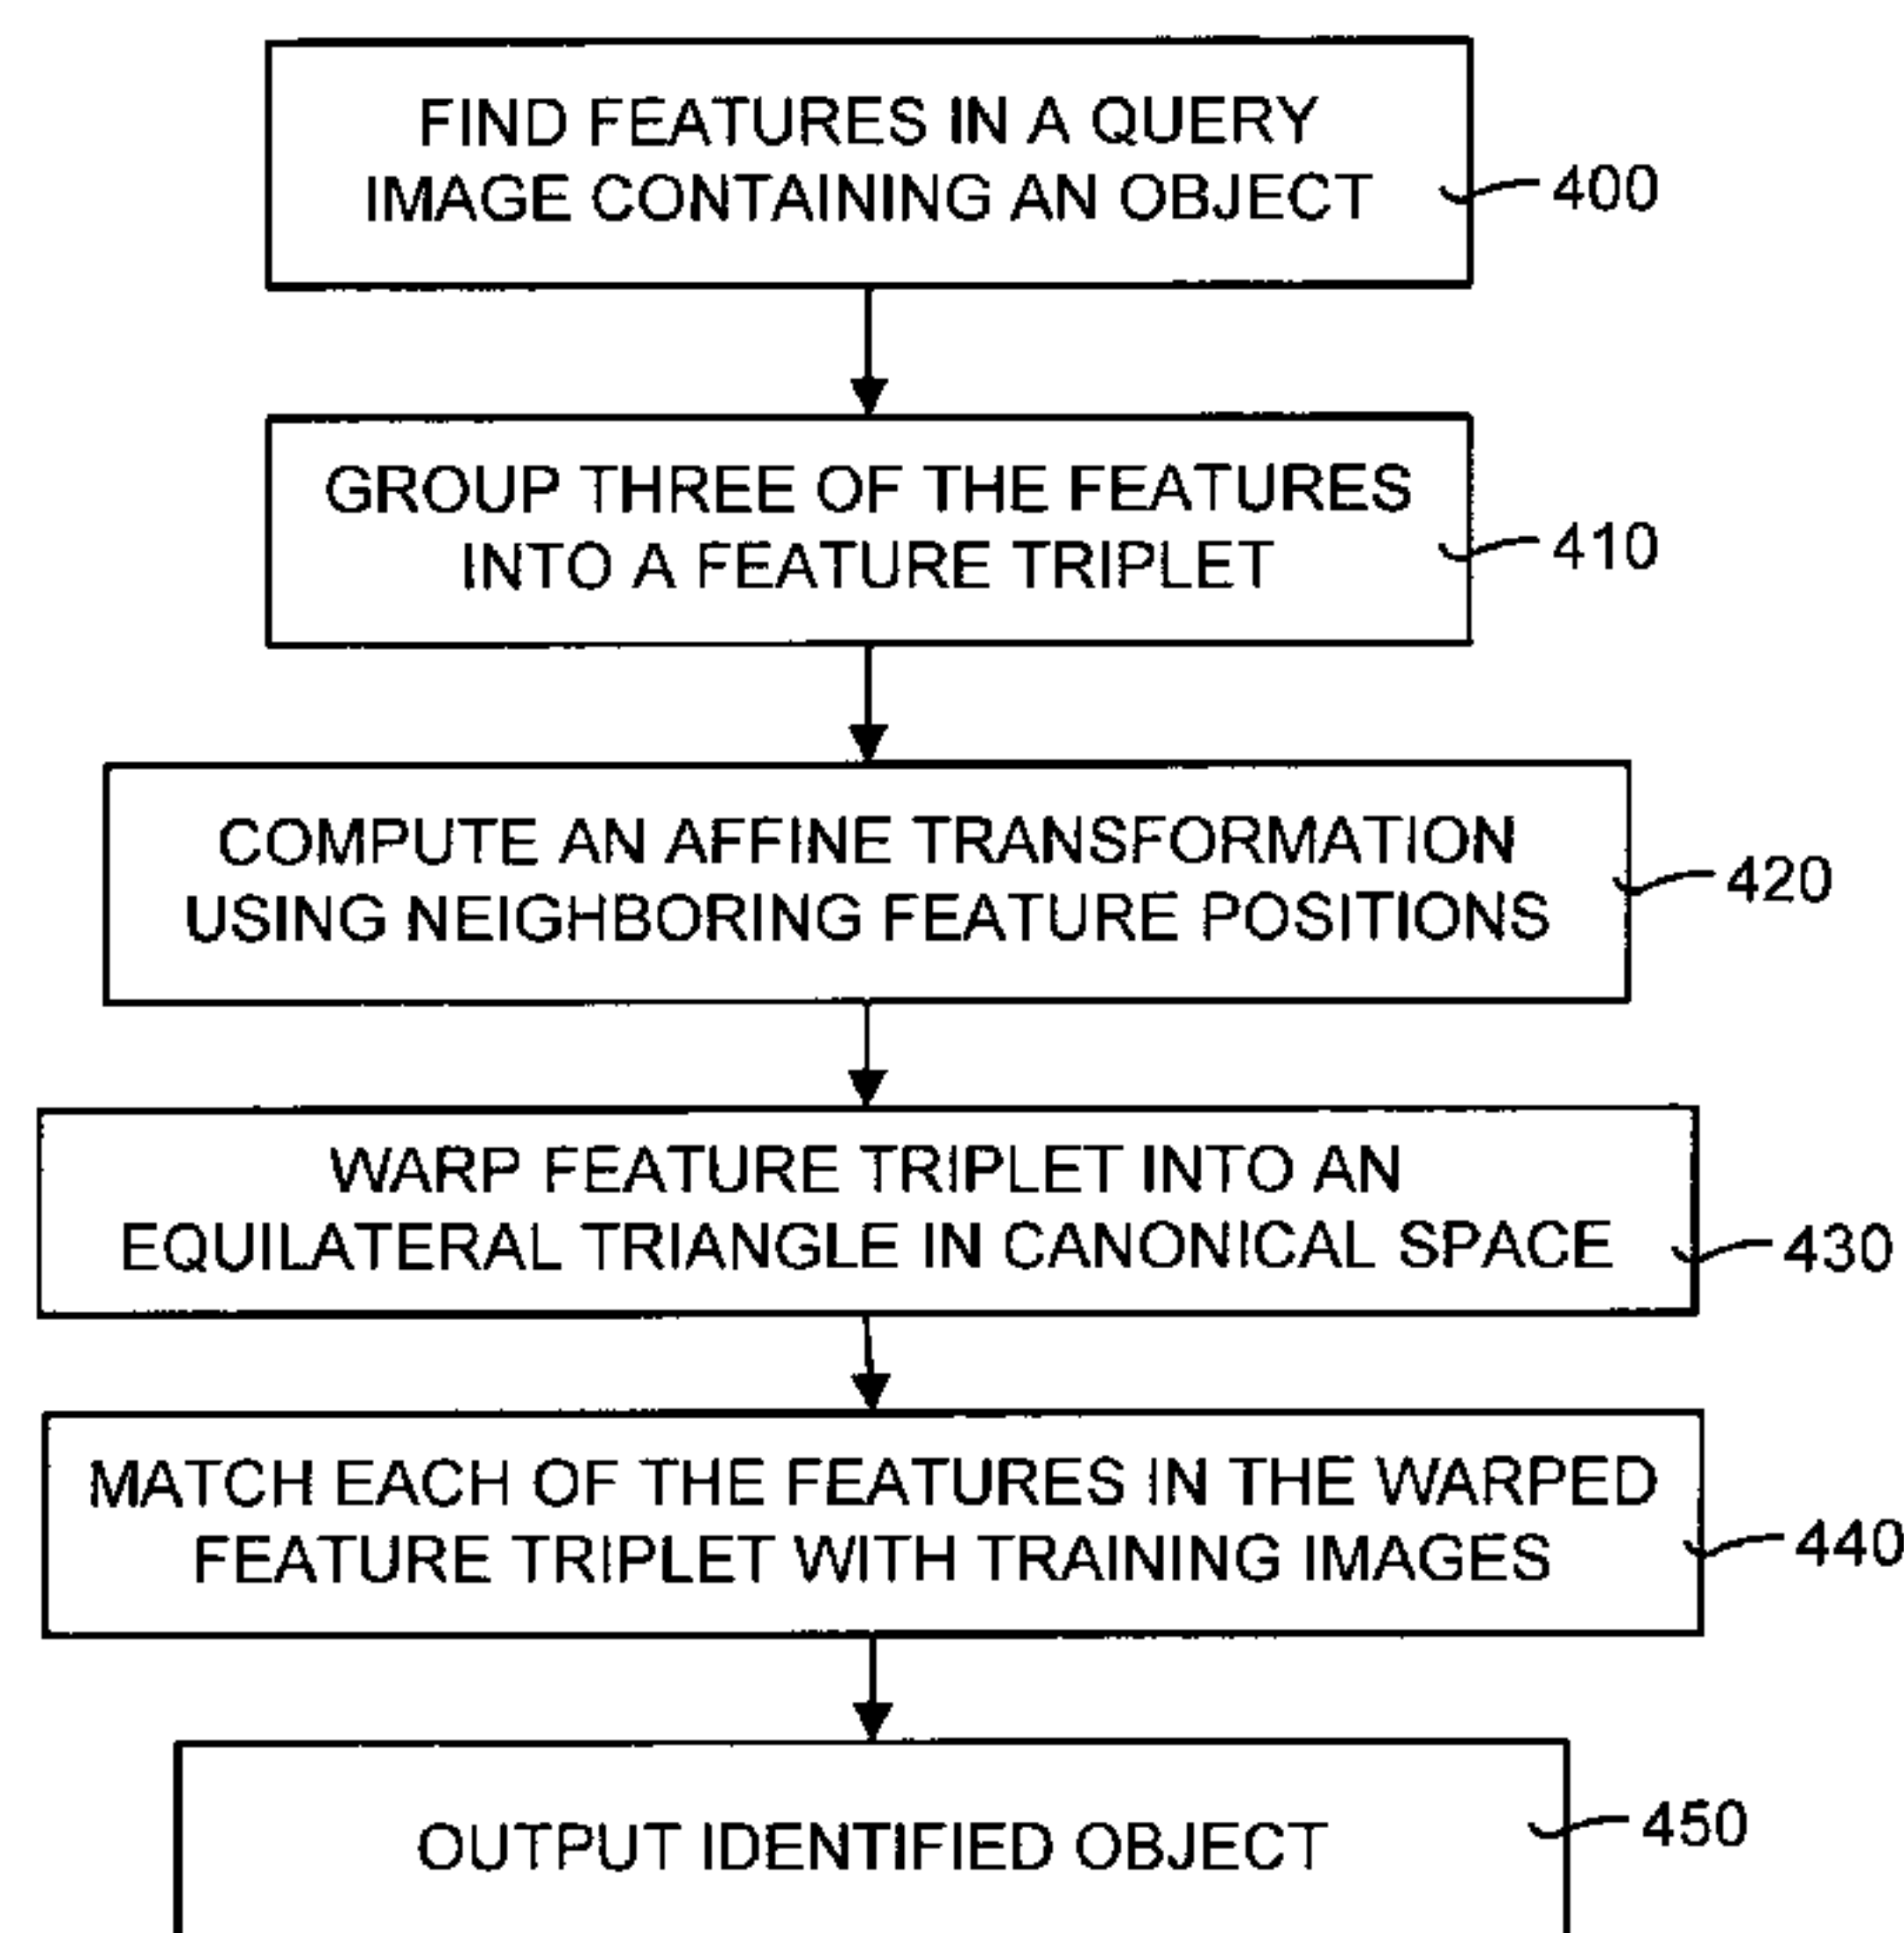 FIND FEATURES IN A QUERY
IMAGE CONTAINING AN OBJECT
400
GROUP THREE OF THE FEATURES
INTO A FEATURE TRIPLET
410
COMPUTE AN AFFINE TRANSFORMATION
USING NEIGHBORING FEATURE POSITIONS
420
WARP FEATURE TRIPLET INTO AN
EQUILATERAL TRIANGLE IN CANONICAL SPACE
430
MATCH EACH OF THE FEATURES IN THE WARPED
FEATURE TRIPLET WITH TRAINING IMAGES
440
OUTPUT IDENTIFIED OBJECT
450